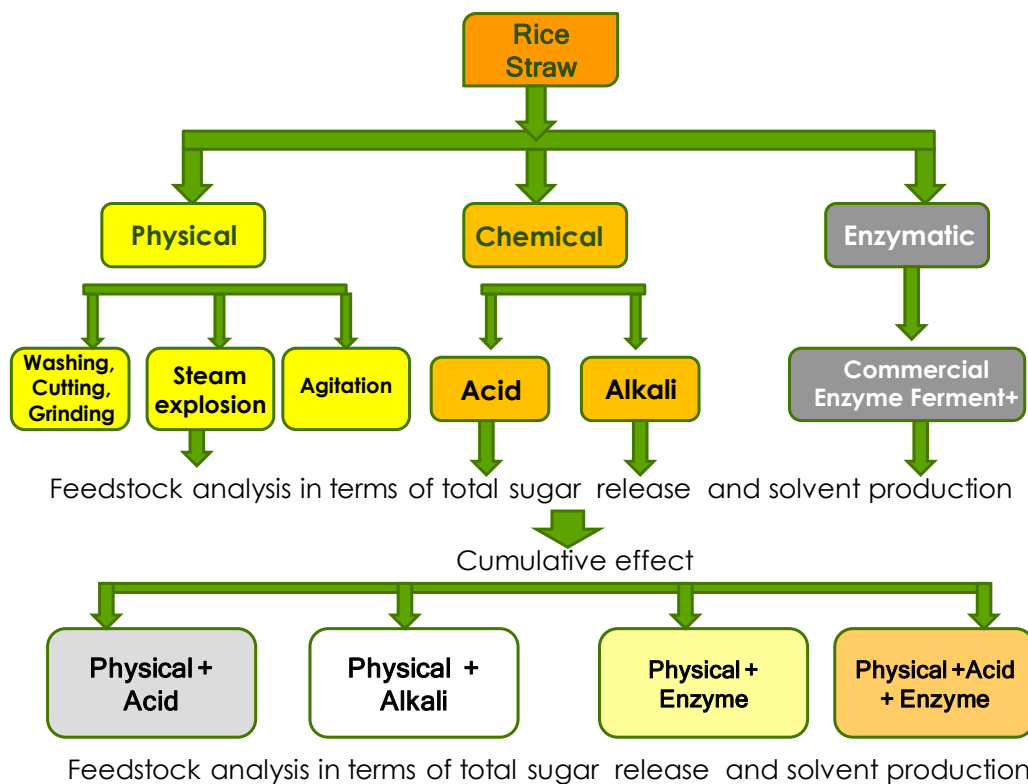 Rice
Straw
Physical
Chemical
Enzymatic
Washing,
Cutting,
Grinding
Steam
explosion
Agitation
Acid
Alkali
Commercial
Enzyme Ferment+
Feedstock analysis in terms of total sugar release and solvent production
Cumulative effect
Physical +
Acid
Physical +
Alkali
Physical +
Enzyme
Physical +Acid
+ Enzyme
Feedstock analysis in terms of total sugar release and solvent production